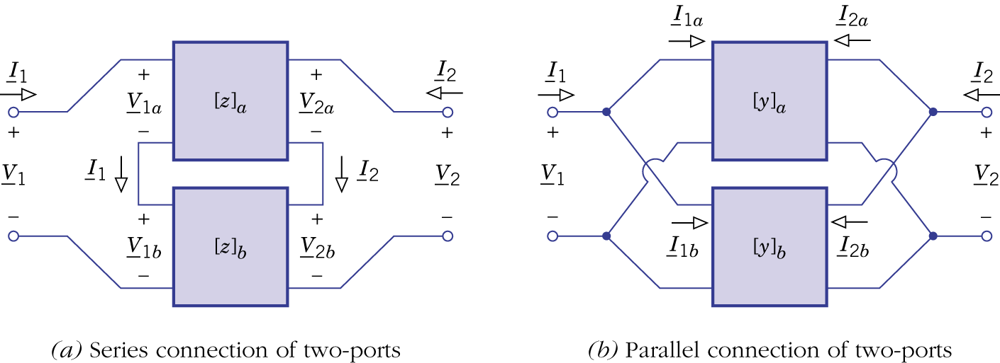 I1a I2a
I1 + V1a − [z]a + V2a − I2
I1 [y]a I2
+ +
+ +
V1 I1 I2 V2
V1 V2
− + V1b − [z]b + V2b − −
− I1b [y]b I2b −
(a) Series connection of two-ports
(b) Parallel connection of two-ports